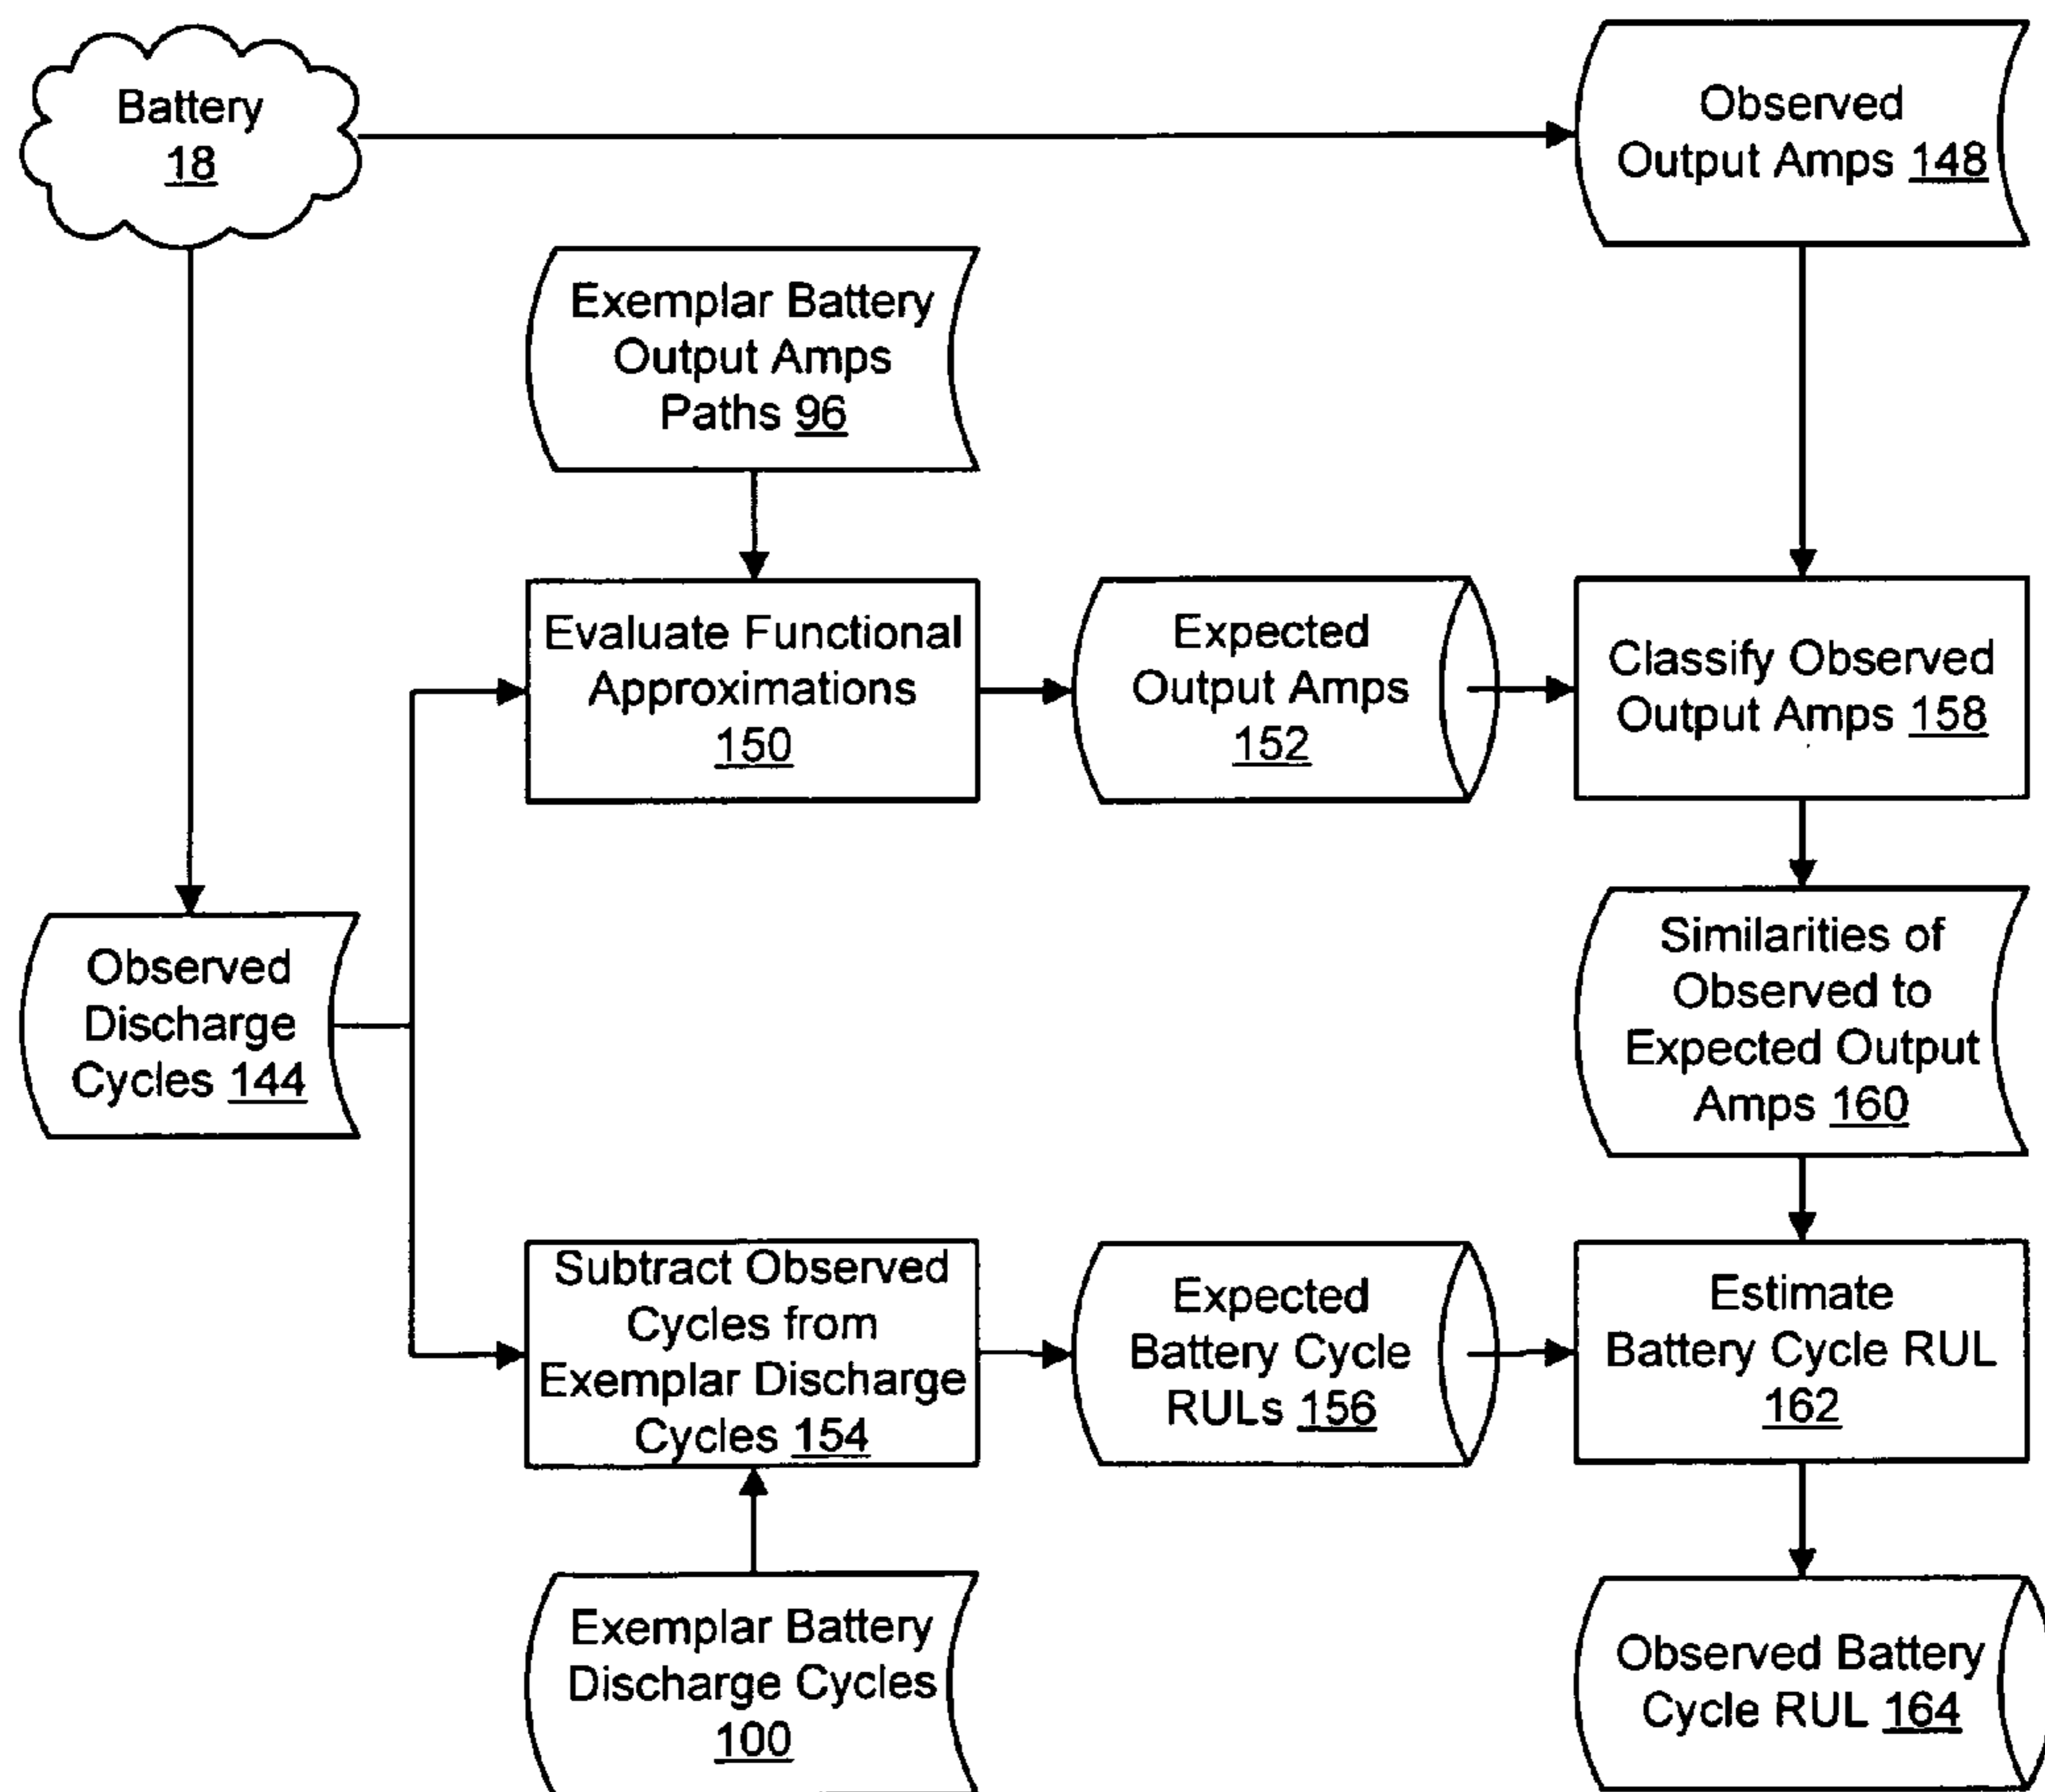 Battery
18
Observed
Output Amps 148
Exemplar Battery
Output Amps
Paths 96
Evaluate Functional
Approximations
150
Expected
Output Amps
152
Classify Observed
Output Amps 158
Observed
Discharge
Cycles 144
Similarities of
Observed to
Expected Output
Amps 160
Subtract Observed
Cycles from
Exemplar Discharge
Cycles 154
Expected
Battery Cycle
RULs 156
Estimate
Battery Cycle RUL
162
Exemplar Battery
Discharge Cycles
100
Observed Battery
Cycle RUL 164